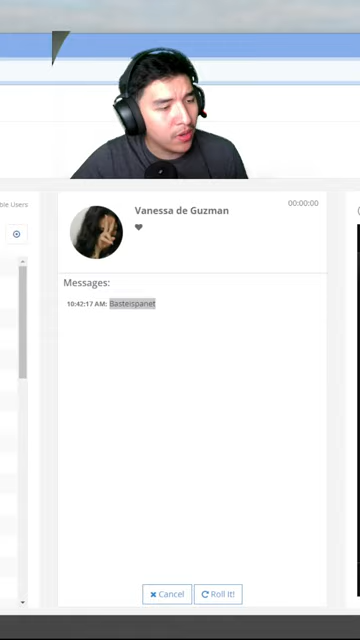 ble Users
00:00:00
Vanessa de Guzman
Messages:
10:42:17 AM: Basteispanet
Cancel
Roll It!